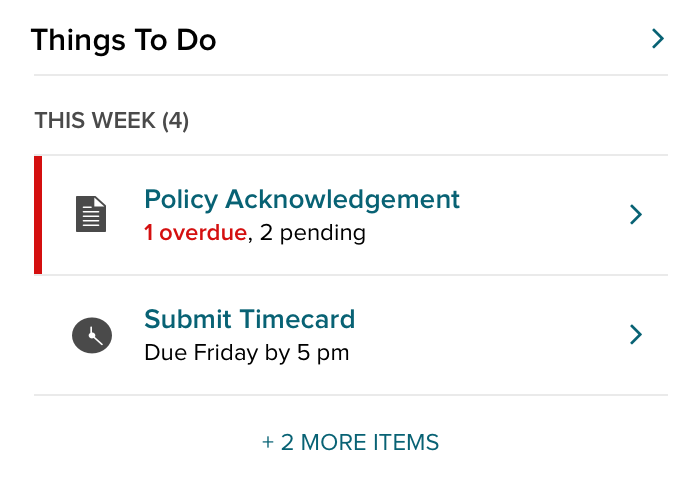 Things To Do
THIS WEEK (4)
Policy Acknowledgement
1 overdue, 2 pending
Submit Timecard
Due Friday by 5 pm
+ 2 MORE ITEMS